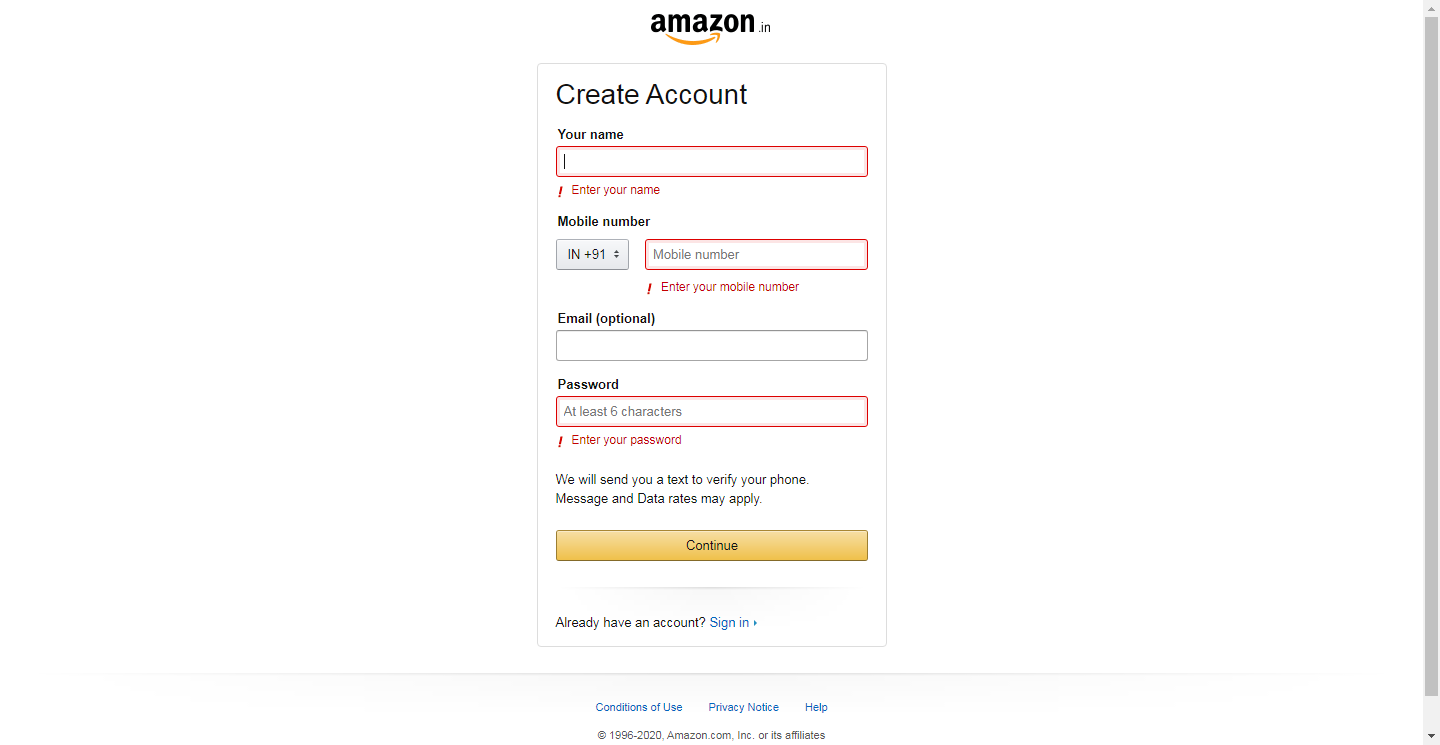 amazon.in
Create Account
Your name
! Enter your name
Mobile number
IN +91 Mobile number
! Enter your mobile number
Email (optional)
Password
At least 6 characters
! Enter your password
We will send you a text to verify your phone.
Message and Data rates may apply.
Continue
Already have an account? Sign in
Conditions of Use Privacy Notice Help
© 1996-2020, Amazon.com, Inc. or its affiliates